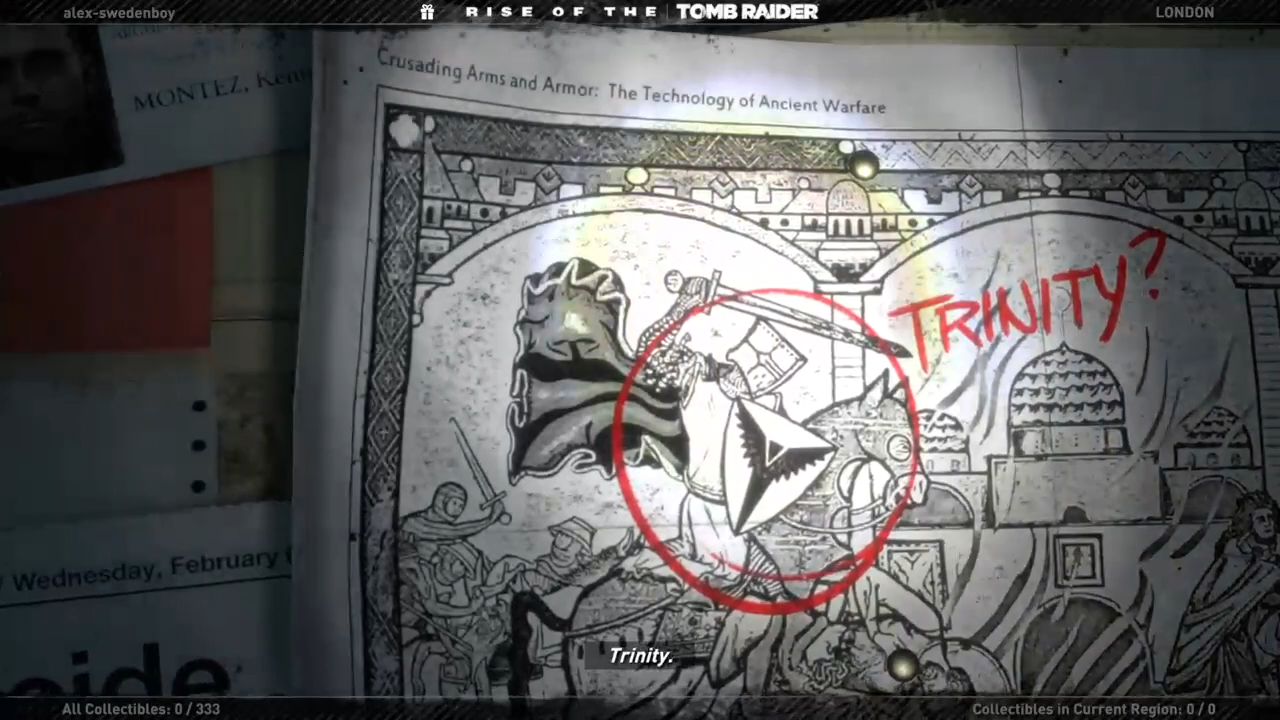 alex-swedenboy
RISE OF THE TOMB RAIDER
LONDON
MONTEZ,
Crusading Arms and Armor: The Technology of Ancient Warfare
TRINITY?
Wednesday, February
eide
Trinity.
All Collectibles: 0 / 333
Collectibles in Current Region: 0 / 0